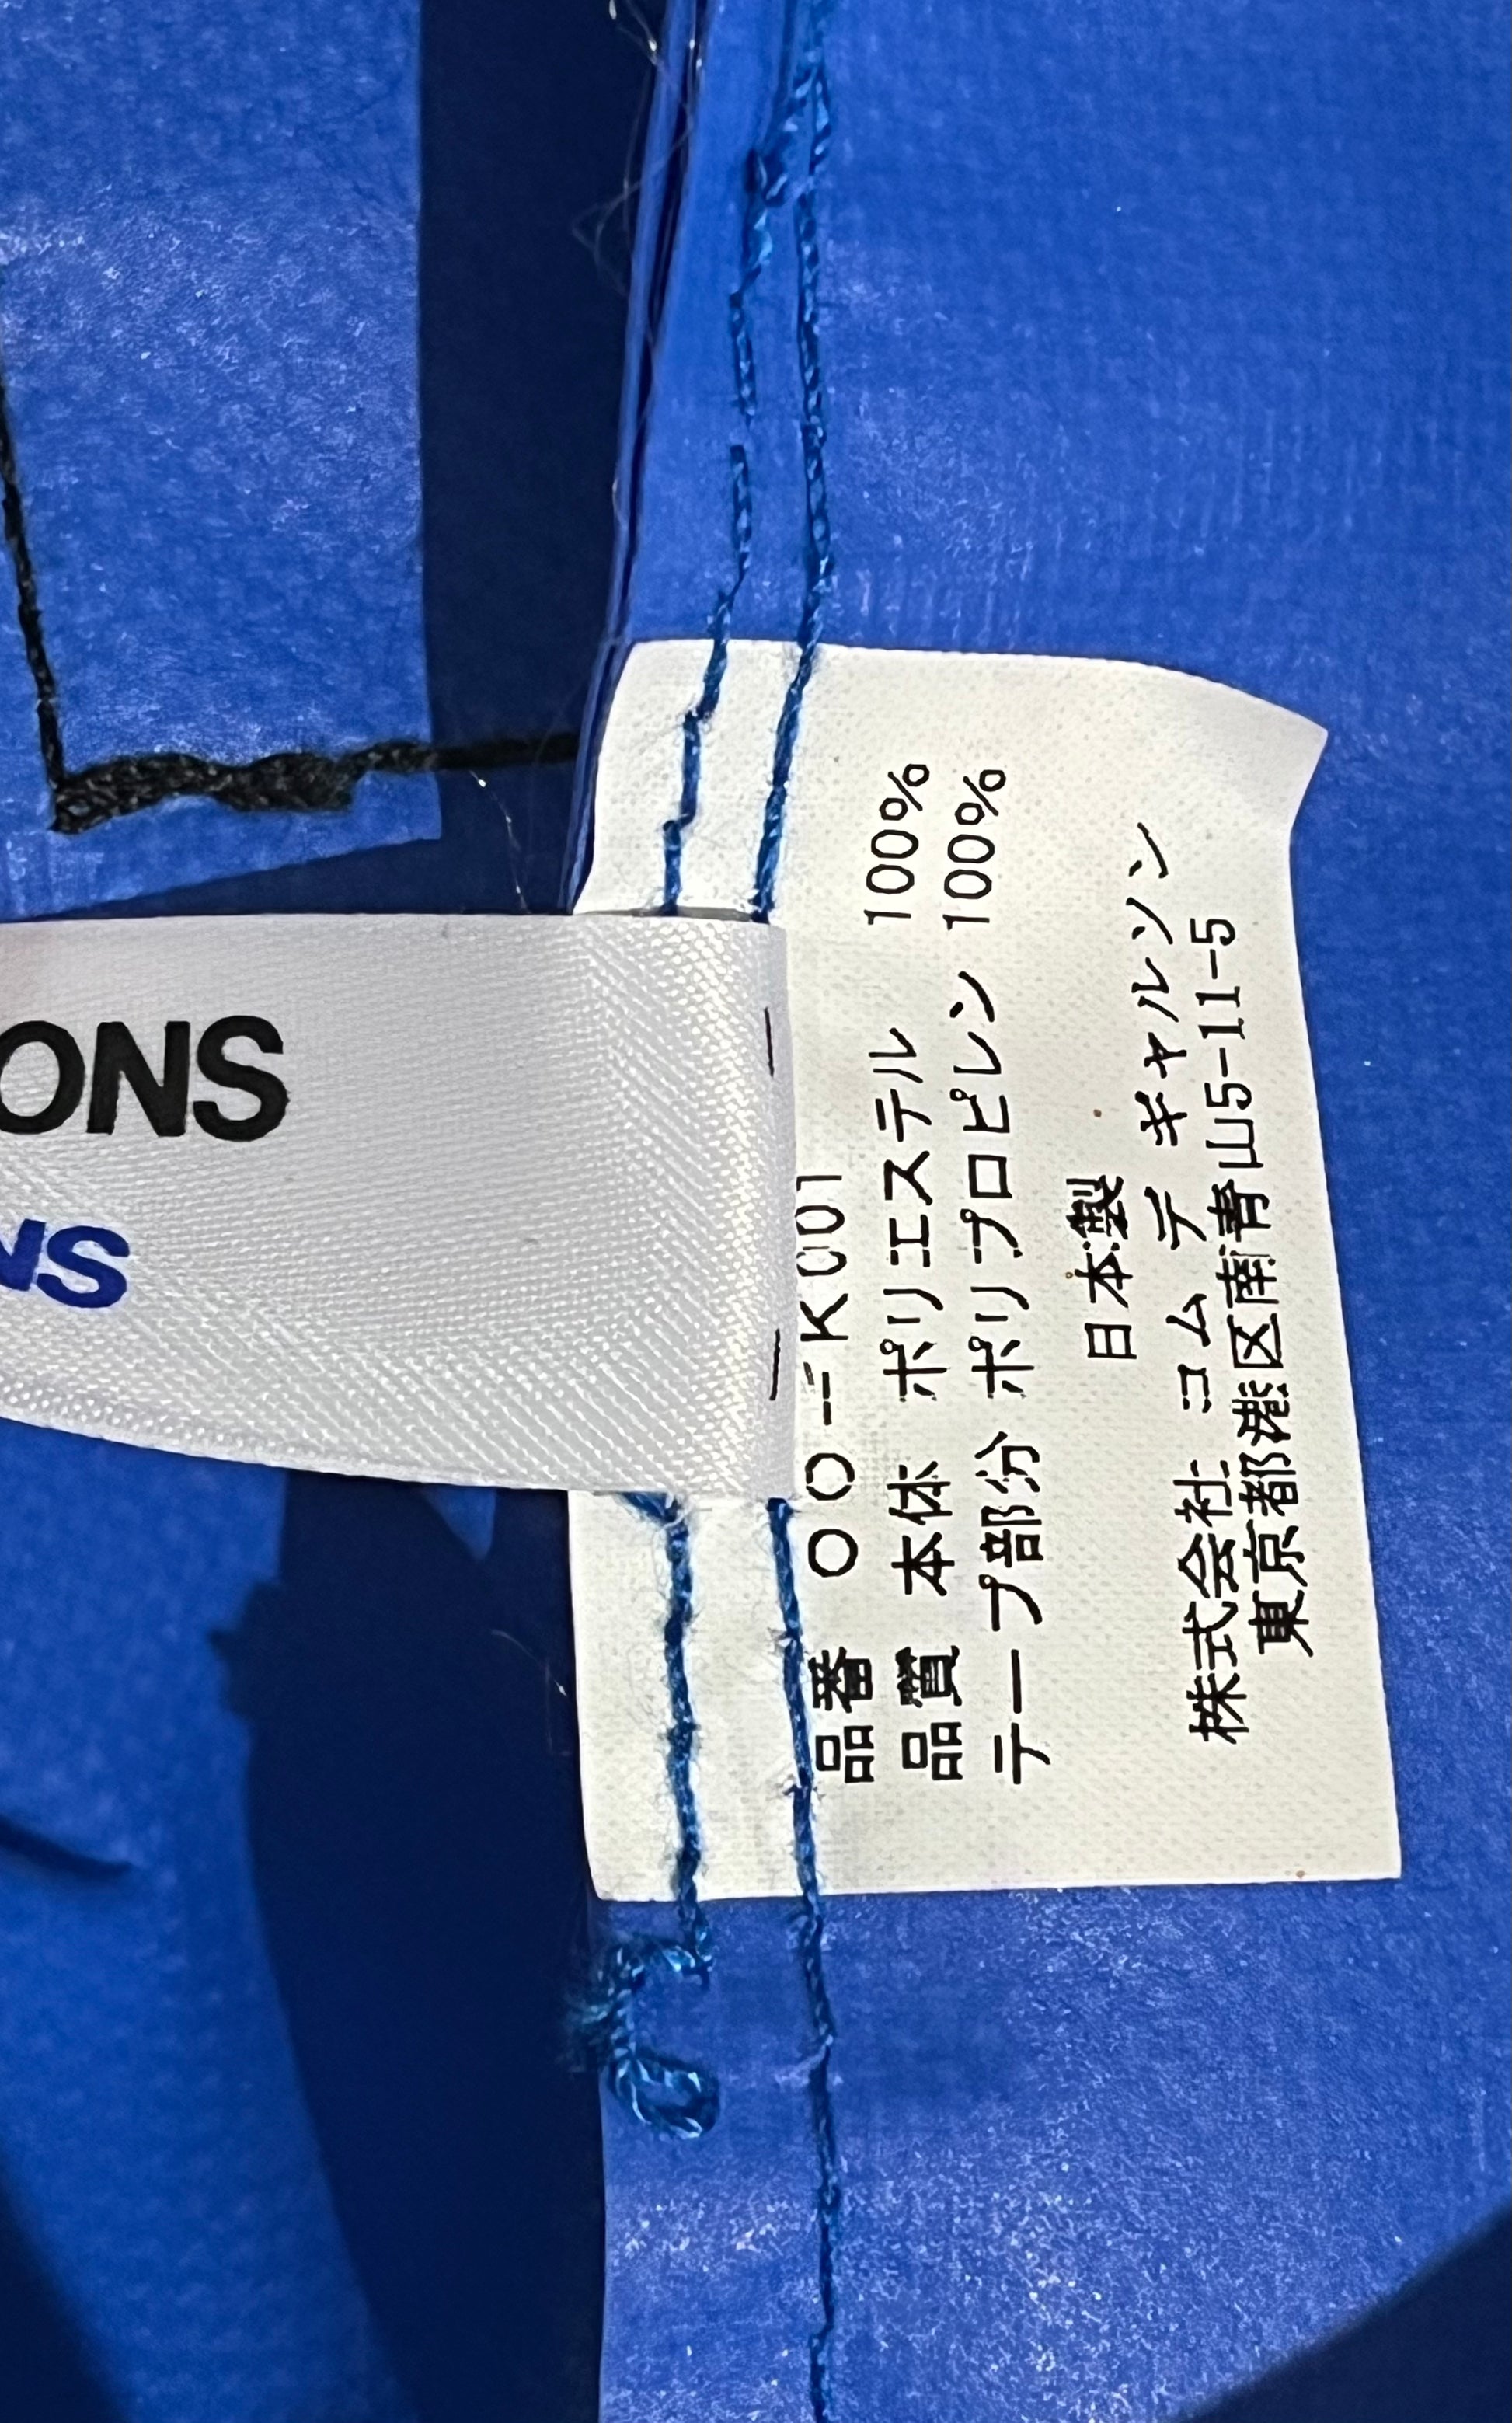 ONS
NS
品番 OO-K001
品質 本体 ポリエステル 100%
テープ部分 ポリプロピレン 100%
日本製
株式会社 コム デ ギャルソン
東京都港区南青山5-11-5